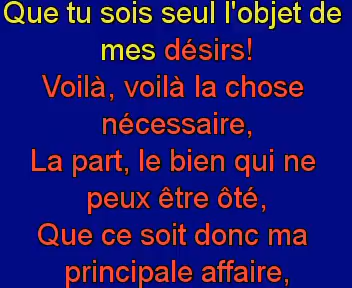 Que tu sois seul l'objet de
mes désirs!
Voilà, voilà la chose
nécessaire,
La part, le bien qui ne
peux être ôté,
Que ce soit donc ma
principale affaire,